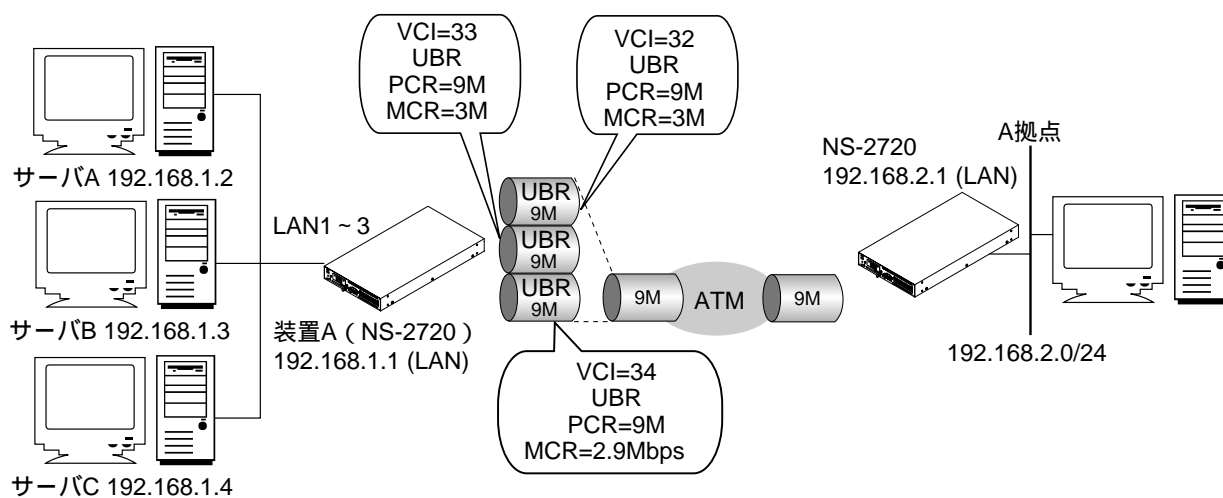 VCI=33
UBR
PCR=9M
MCR=3M
VCI=32
UBR
PCR=9M
MCR=3M
サーバA 192.168.1.2
サーバB 192.168.1.3
サーバC 192.168.1.4
LAN1 ~ 3
装置A ( NS-2720 )
192.168.1.1 (LAN)
UBR
9M
UBR
9M
UBR
9M
9M
ATM
9M
VCI=34
UBR
PCR=9M
MCR=2.9Mbps
NS-2720
192.168.2.1 (LAN)
A拠点
192.168.2.0/24